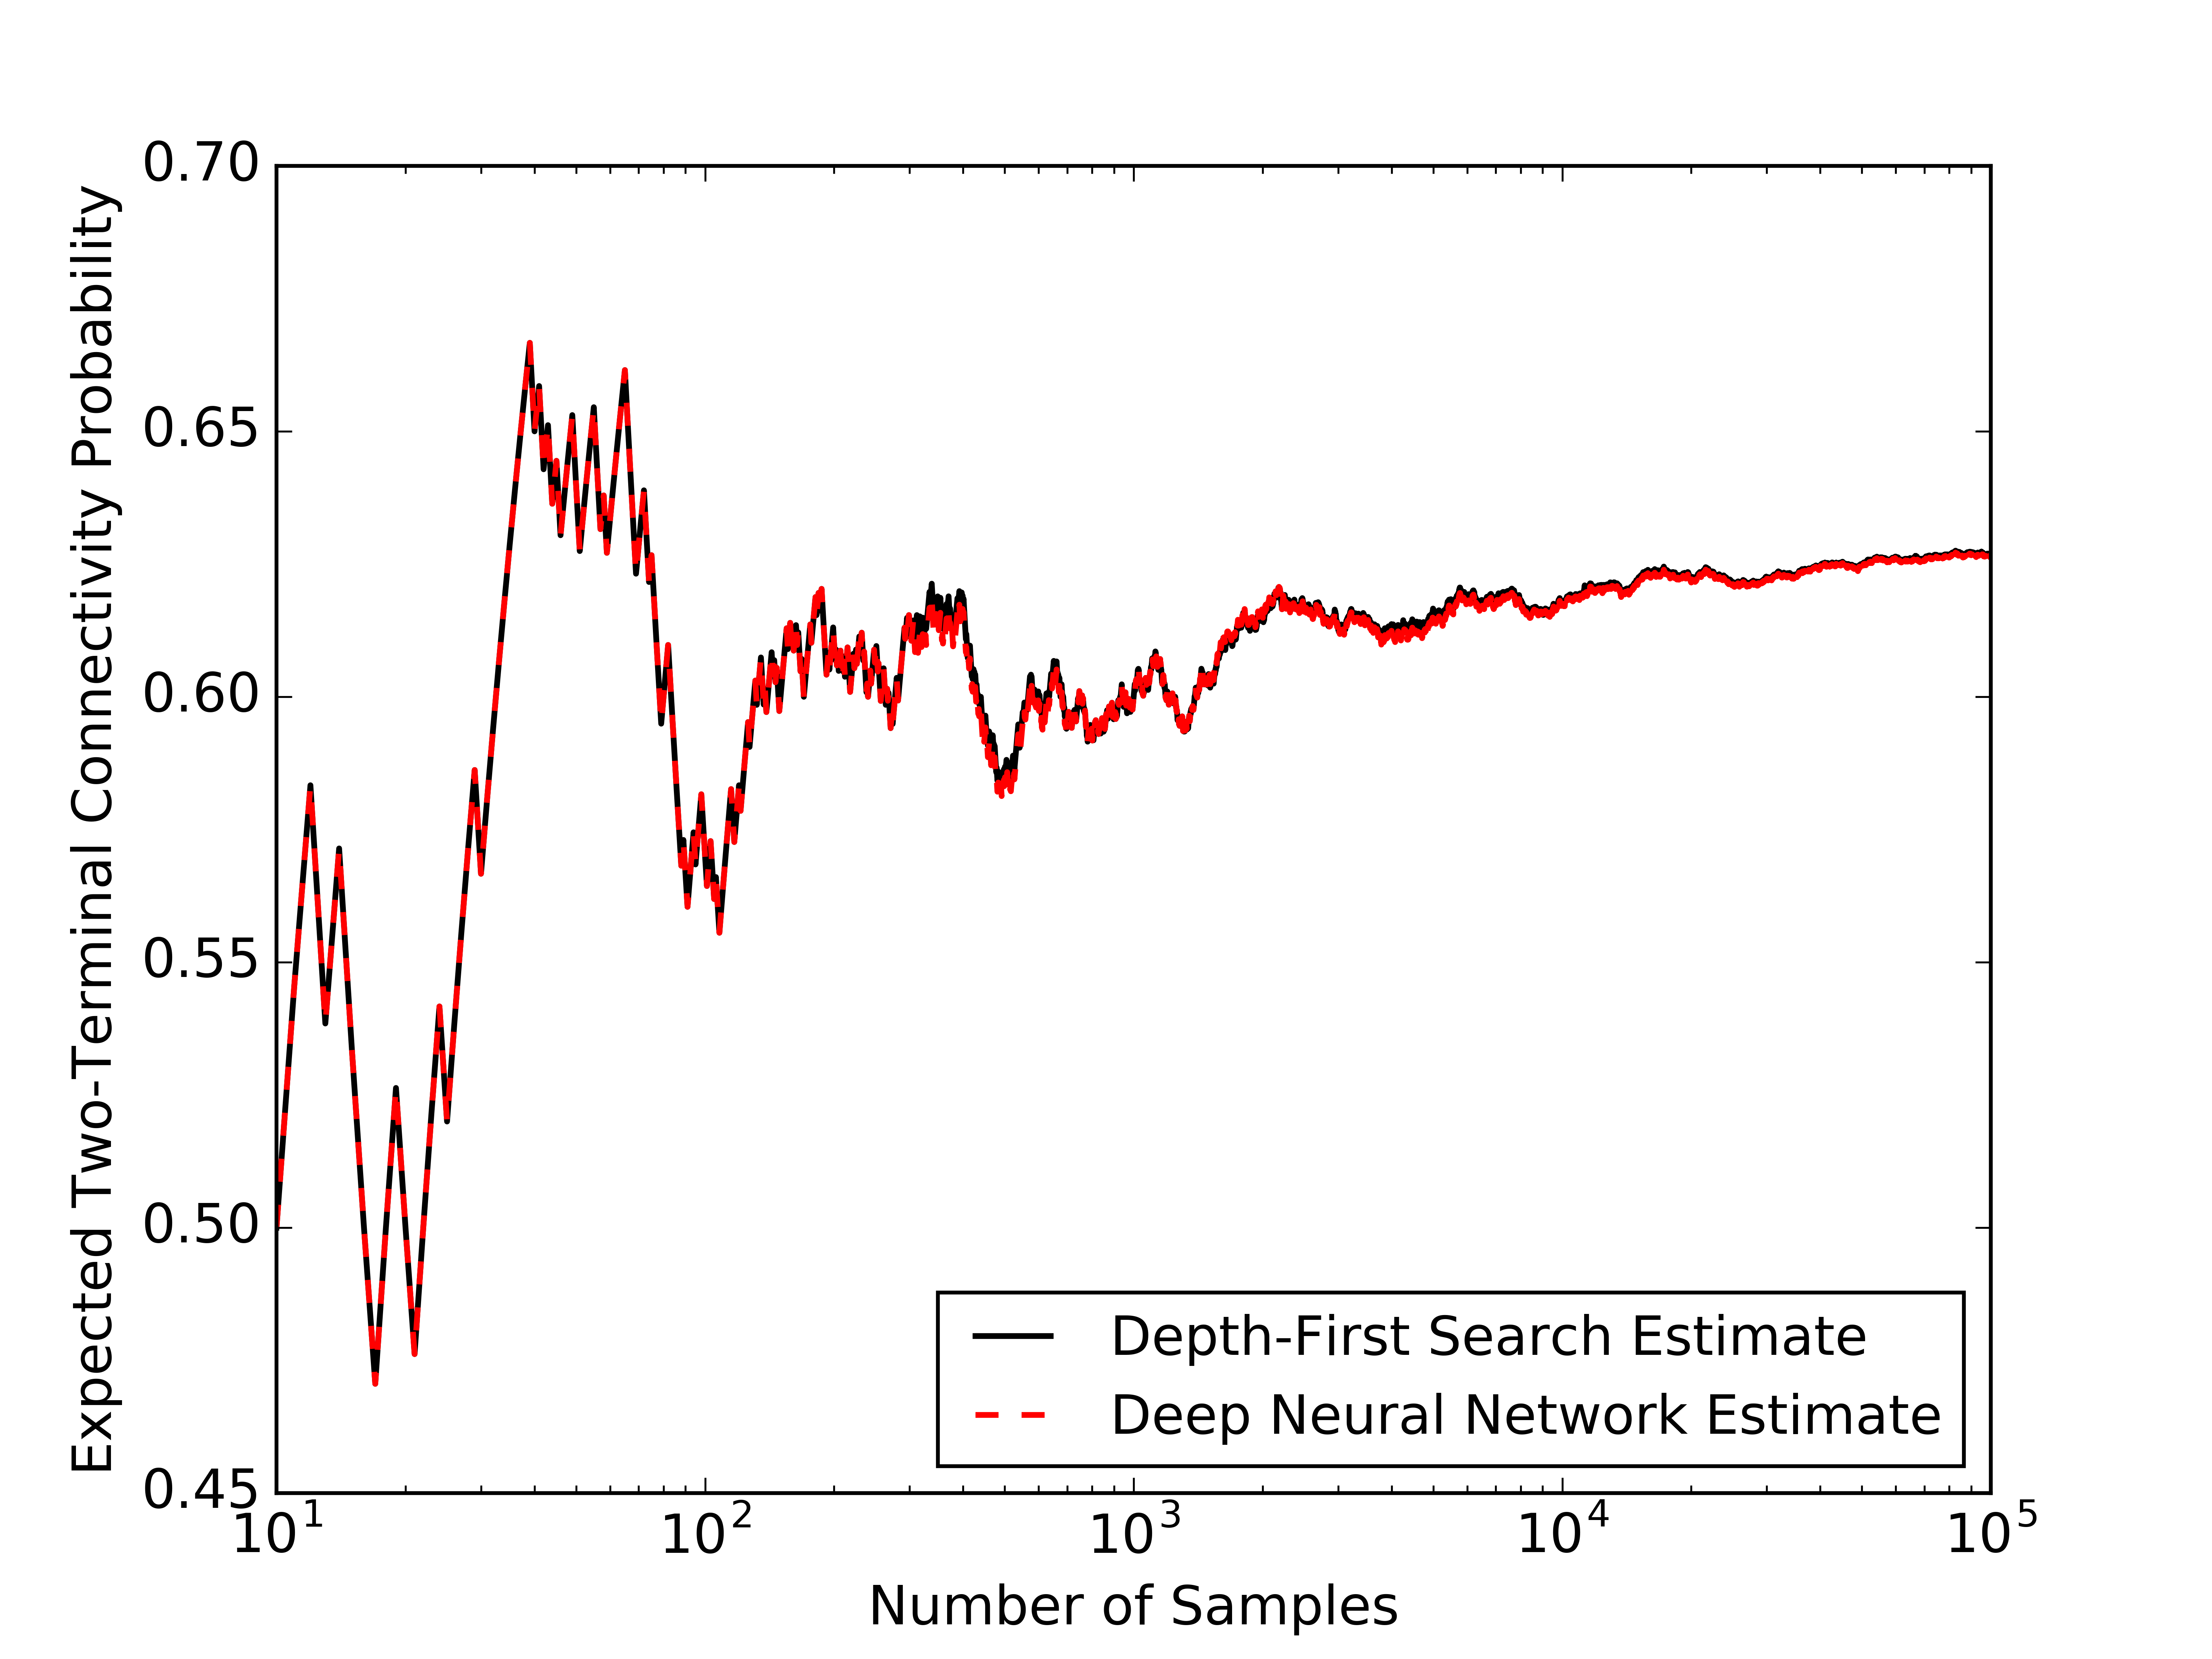 0.70
0.65
0.60
0.55
0.50
0.45
Expected Two-Terminal Connectivity Probability
Depth-First Search Estimate
Deep Neural Network Estimate
10¹ 10² 10³ 10⁴ 10⁵
Number of Samples